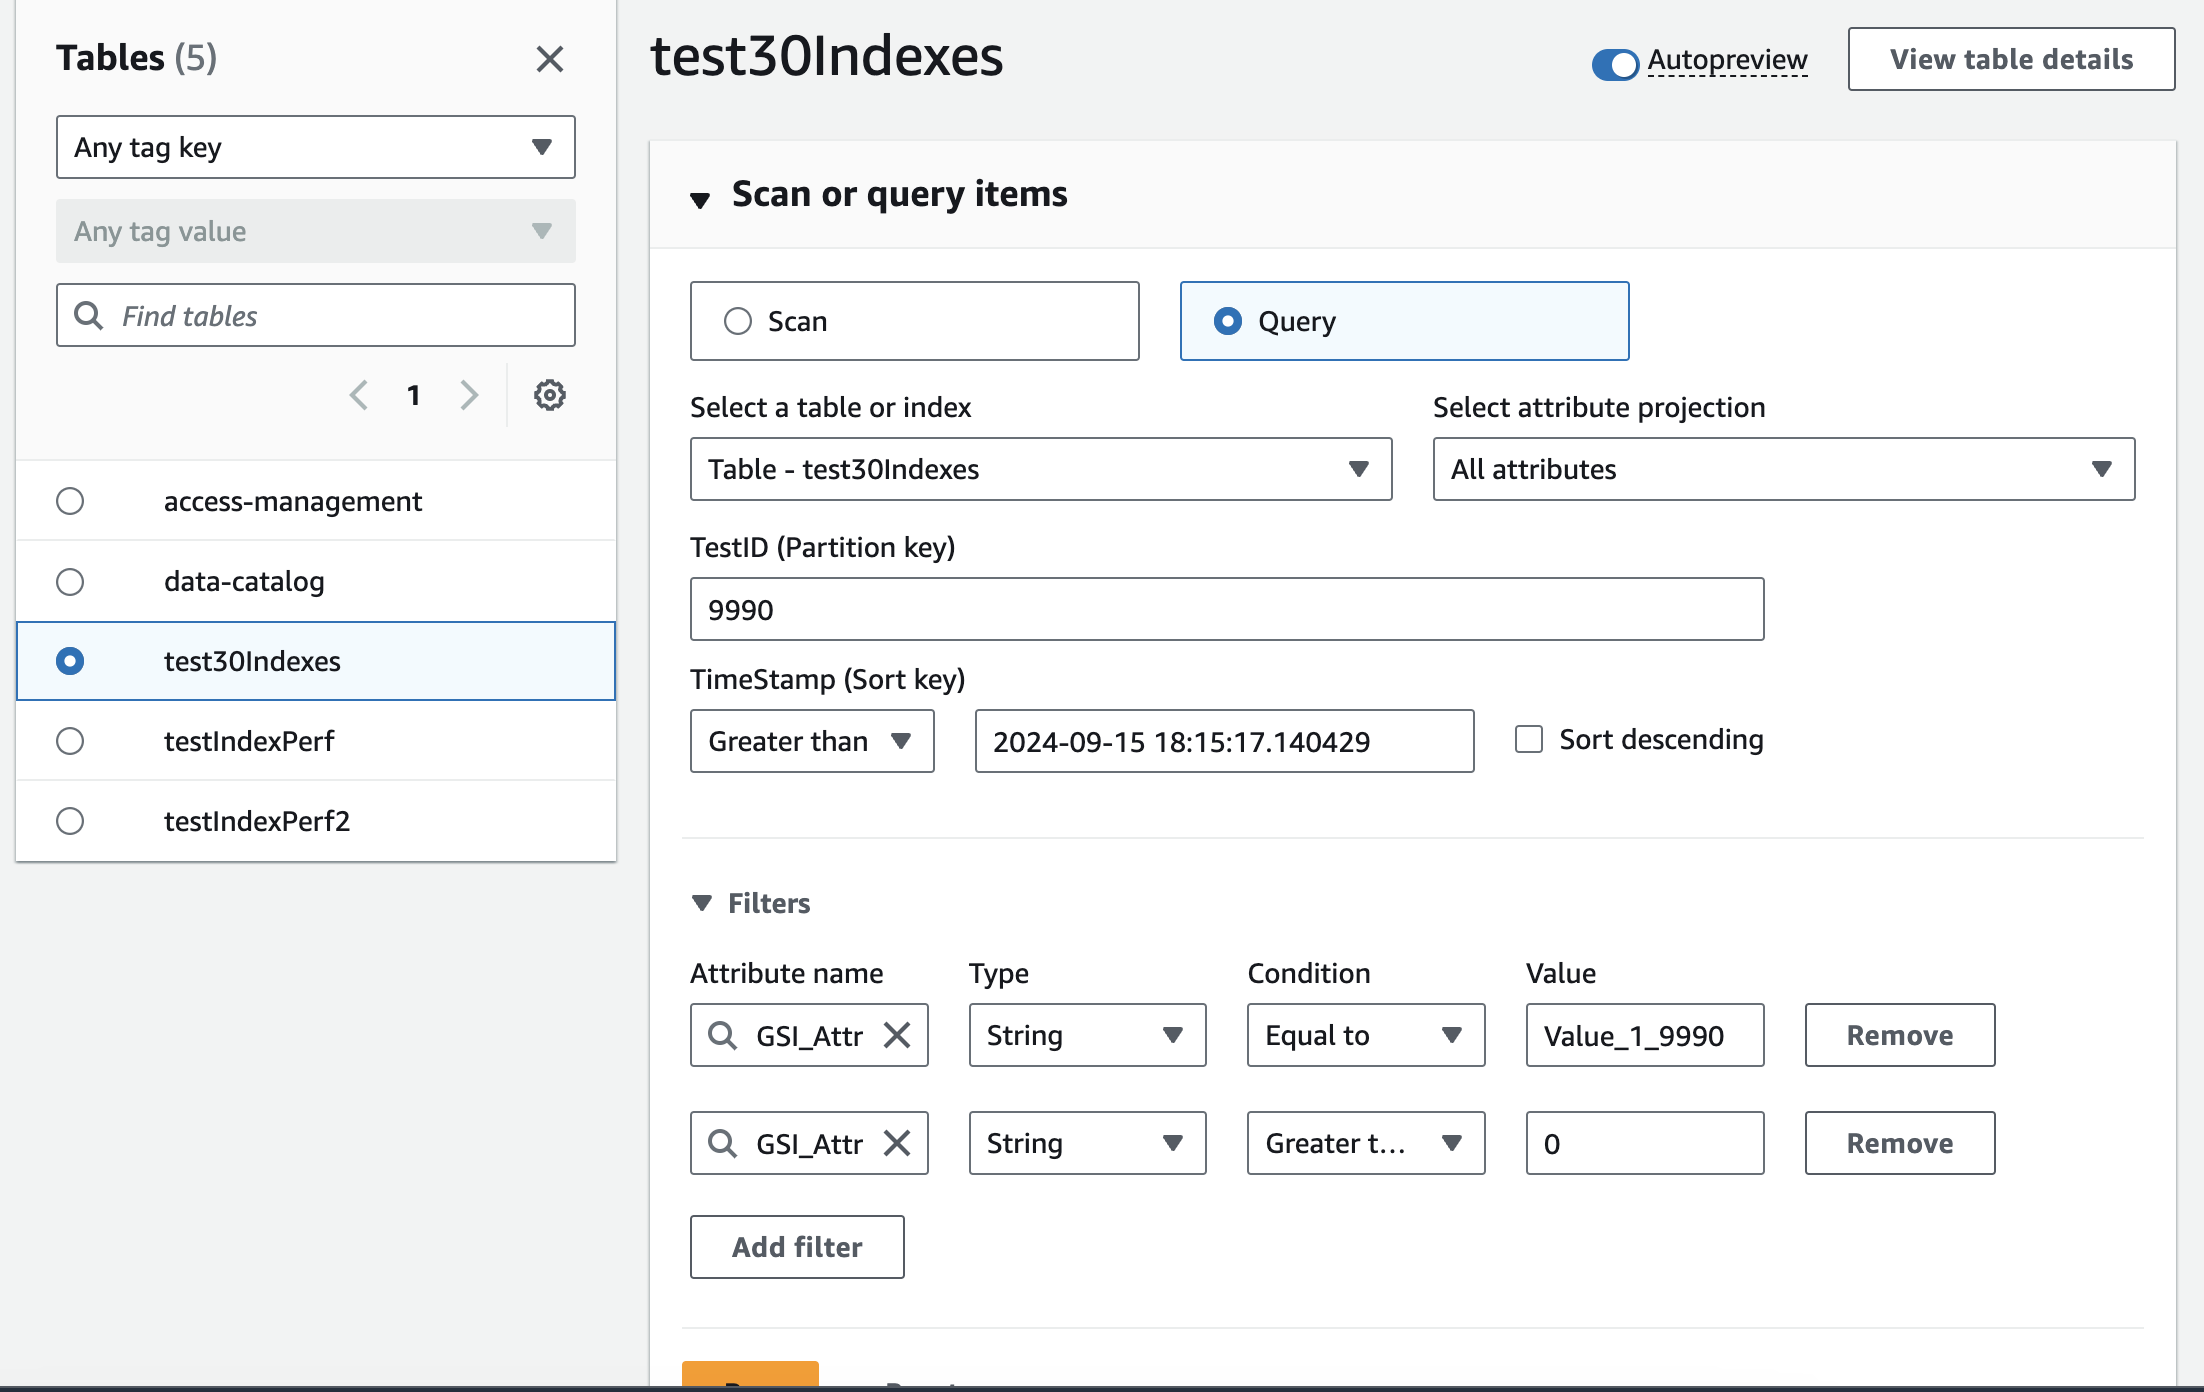 Tables (5)
Any tag key
Any tag value
Find tables
1
access-management
data-catalog
test30Indexes
testIndexPerf
testIndexPerf2
test30Indexes
Autopreview
View table details
Scan or query items
Scan
Query
Select a table or index
Select attribute projection
Table - test30Indexes
All attributes
TestID (Partition key)
9990
TimeStamp (Sort key)
Greater than
2024-09-15 18:15:17.140429
Sort descending
Filters
Attribute name Type Condition Value
GSI_Attr String Equal to Value_1_9990 Remove
GSI_Attr String Greater t... 0 Remove
Add filter